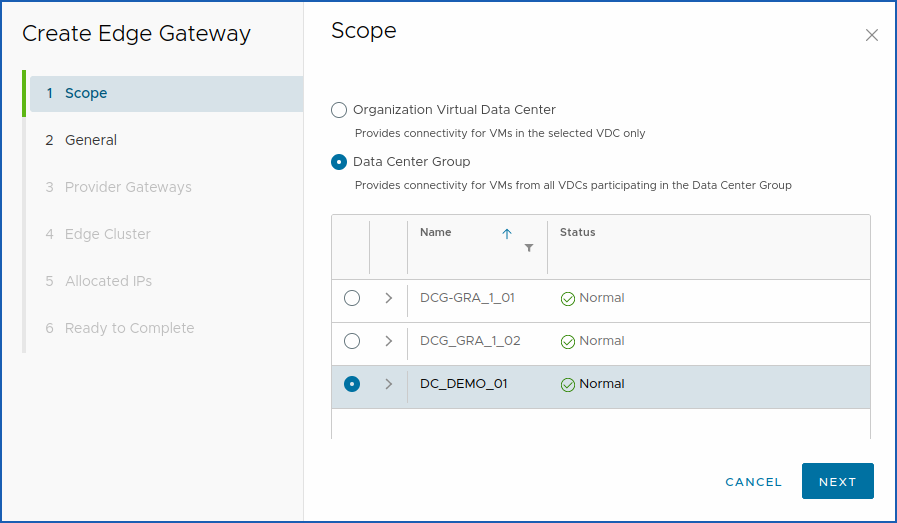 Create Edge Gateway
1 Scope
2 General
3 Provider Gateways
4 Edge Cluster
5 Allocated IPs
6 Ready to Complete
Scope
Organization Virtual Data Center
Provides connectivity for VMs in the selected VDC only
Data Center Group
Provides connectivity for VMs from all VDCs participating in the Data Center Group
Name Status
DCG-GRA_1_01 Normal
DCG_GRA_1_02 Normal
DC_DEMO_01 Normal
CANCEL NEXT